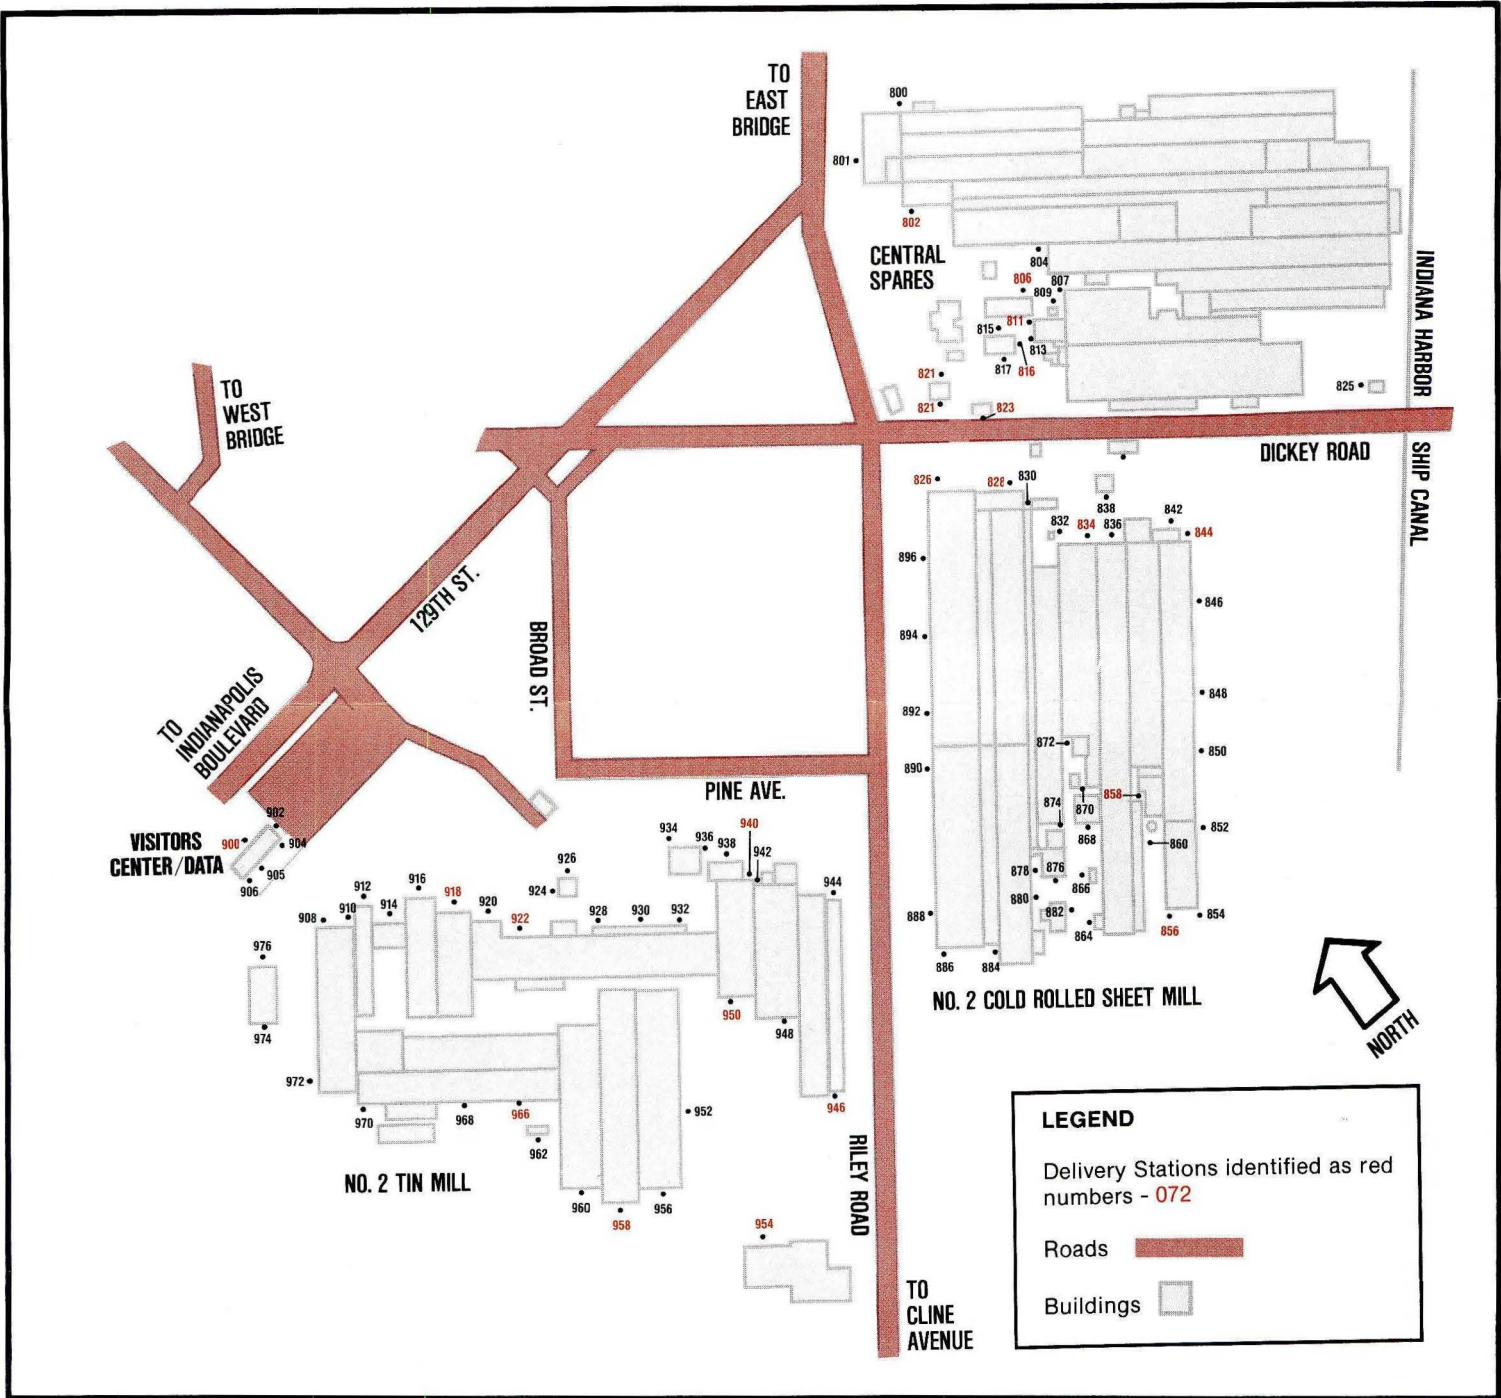 TO
EAST
BRIDGE
800
801
802
CENTRAL
SPARES
804
806
807
809
811
815
813
817
816
821
821
823
825
INDIANA HARBOR
SHIP CANAL
DICKEY ROAD
TO
WEST
BRIDGE
129TH ST.
BROAD ST.
TO
INDIANAPOLIS
BOULEVARD
PINE AVE.
826
828
830
832
834
836
838
842
844
896
846
894
848
892
850
890
872
874
858
870
868
852
860
878
876
866
880
882
864
888
854
856
886
884
NO. 2 COLD ROLLED SHEET MILL
NORTH
VISITORS
CENTER/DATA
900
902
904
905
906
934
936
938
940
942
926
924
944
908
910
912
914
916
918
920
922
928
930
932
976
974
950
948
972
970
968
966
962
952
946
NO. 2 TIN MILL
960
958
956
954
RILEY ROAD
TO
CLINE
AVENUE
LEGEND
Delivery Stations identified as red
numbers - 072
Roads
Buildings